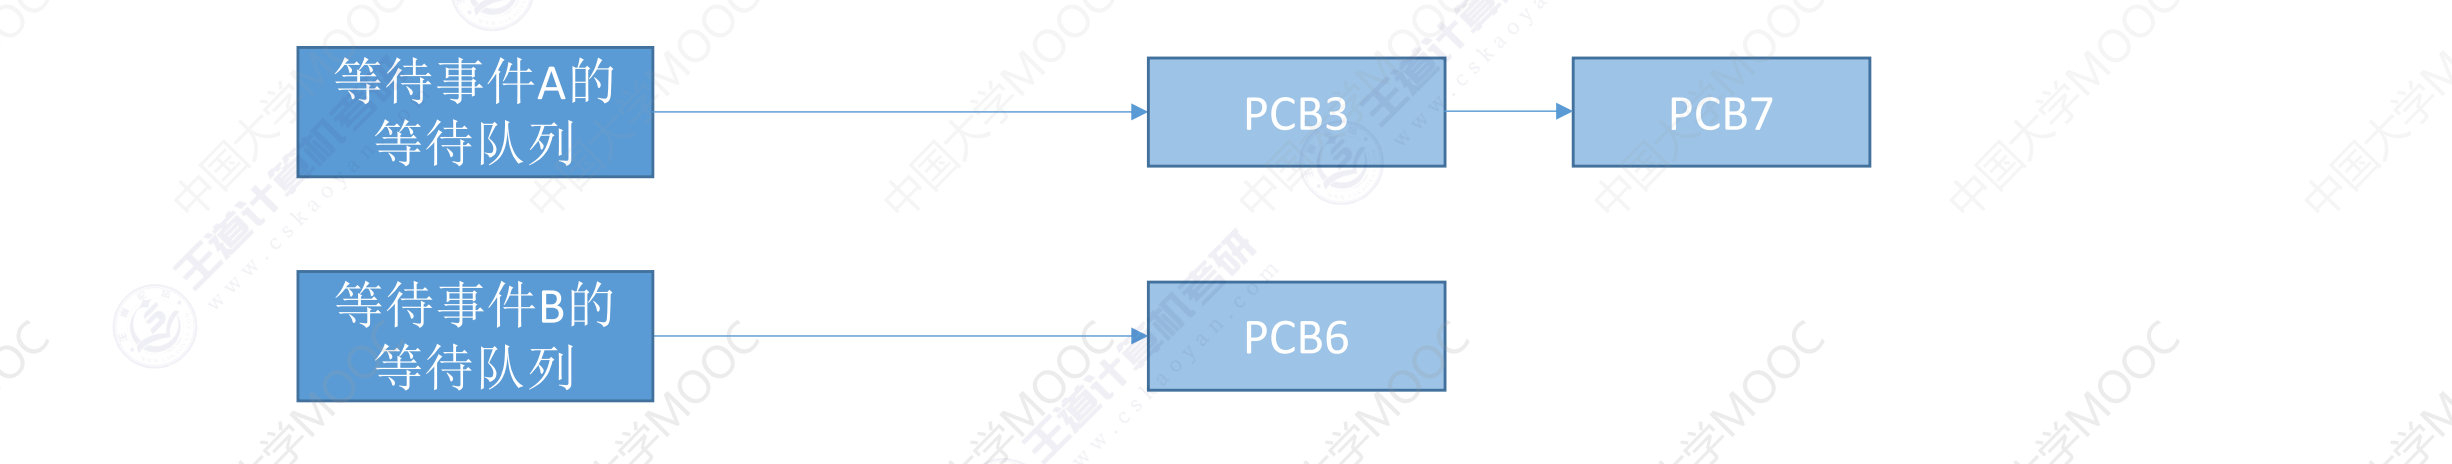 等待事件A的
等待队列
PCB3
PCB7
等待事件B的
等待队列
PCB6
中国大学MOOC
王道计算机考研
www.cskaoyan.com